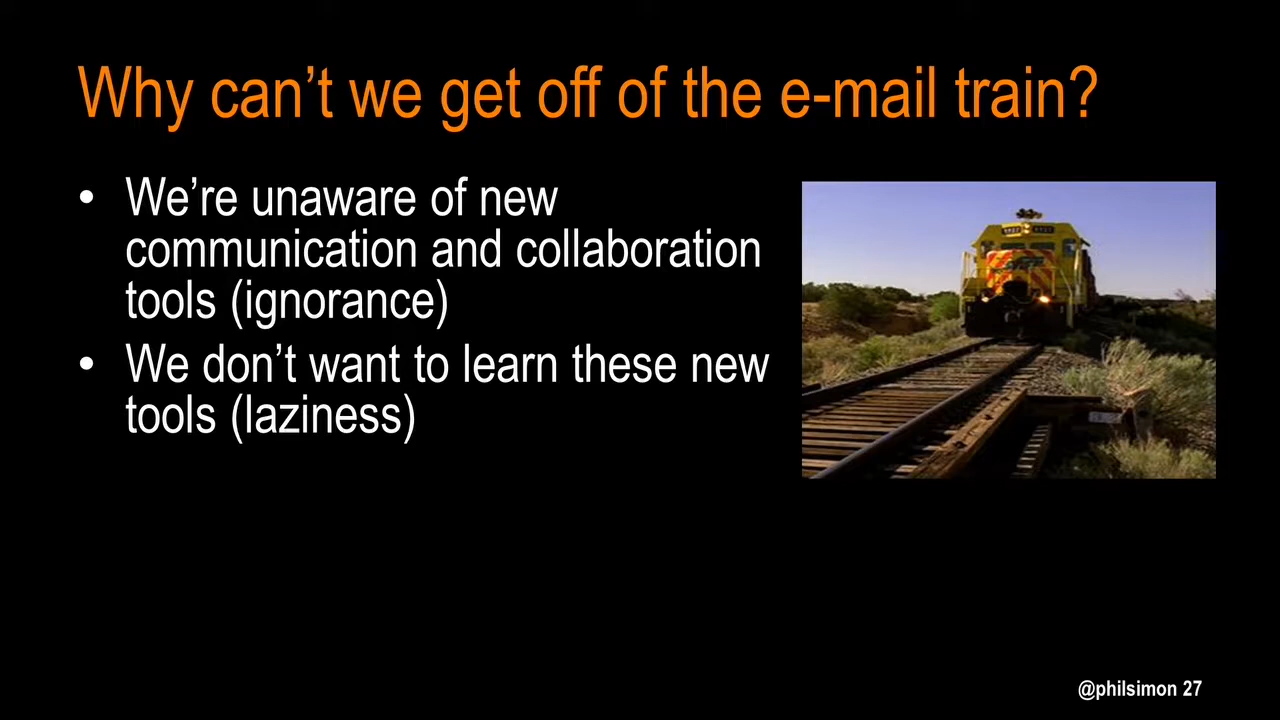 Why can't we get off of the e-mail train?
• We're unaware of new
communication and collaboration
tools (ignorance)
• We don't want to learn these new
tools (laziness)
@philsimon 27